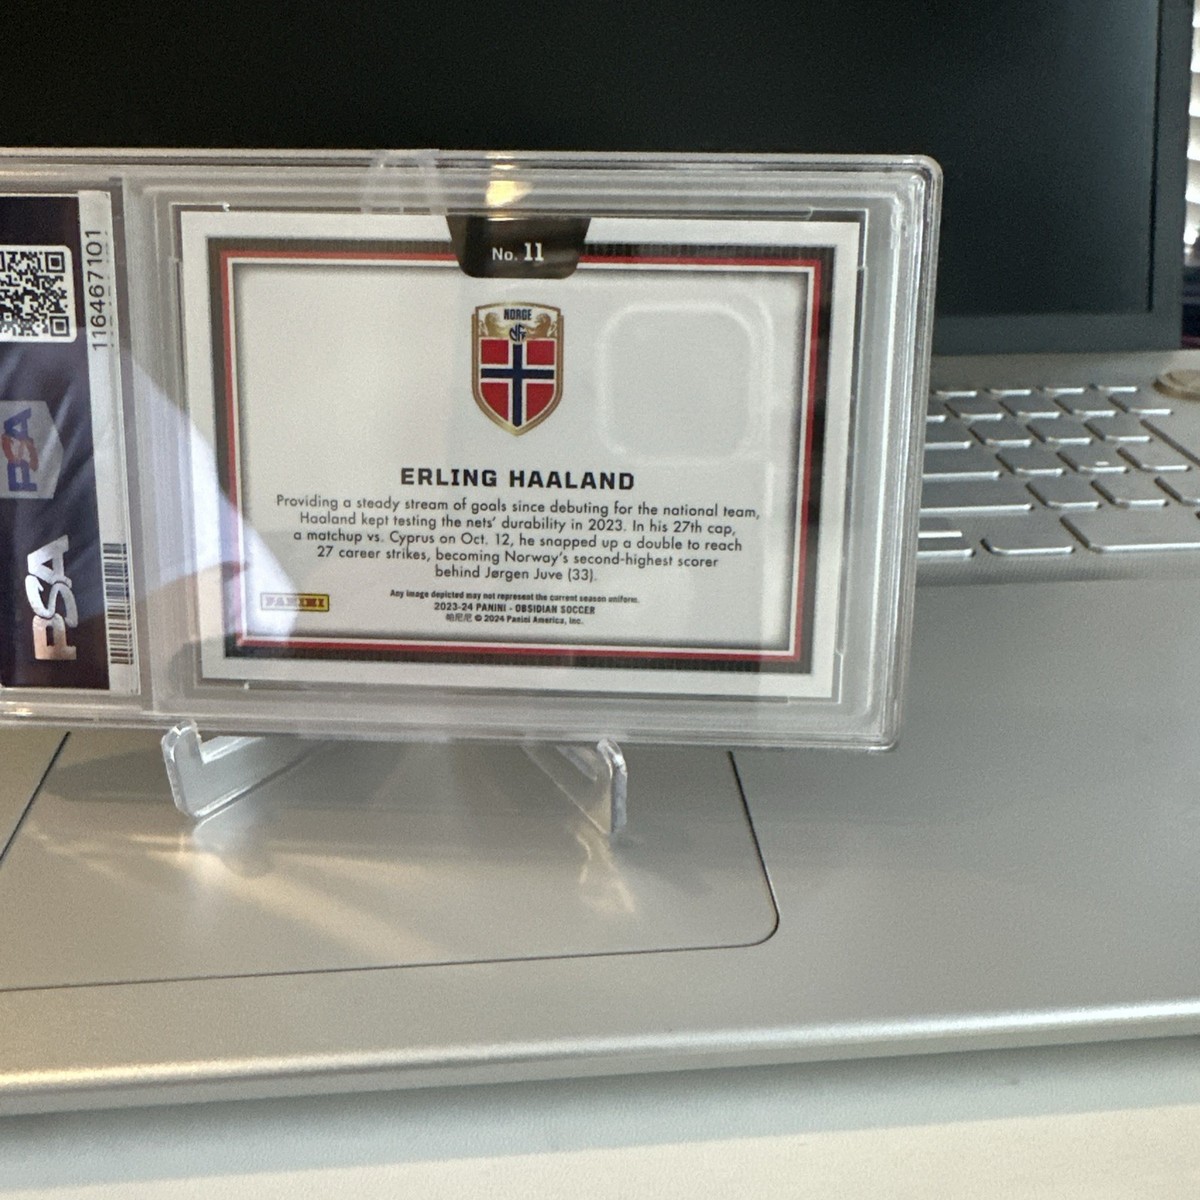 116467101
PSA
PSA
No. 11
NORGE
NFF
ERLING HAALAND
Providing a steady stream of goals since debuting for the national team,
Haaland kept testing the nets' durability in 2023. In his 27th cap,
a matchup vs. Cyprus on Oct. 12, he snapped up a double to reach
27 career strikes, becoming Norway's second-highest scorer
behind Jørgen Juve (33).
PANINI
Any image depicted may not represent the current season uniform.
2023-24 PANINI - OBSIDIAN SOCCER
帕尼尼 © 2024 Panini America, Inc.